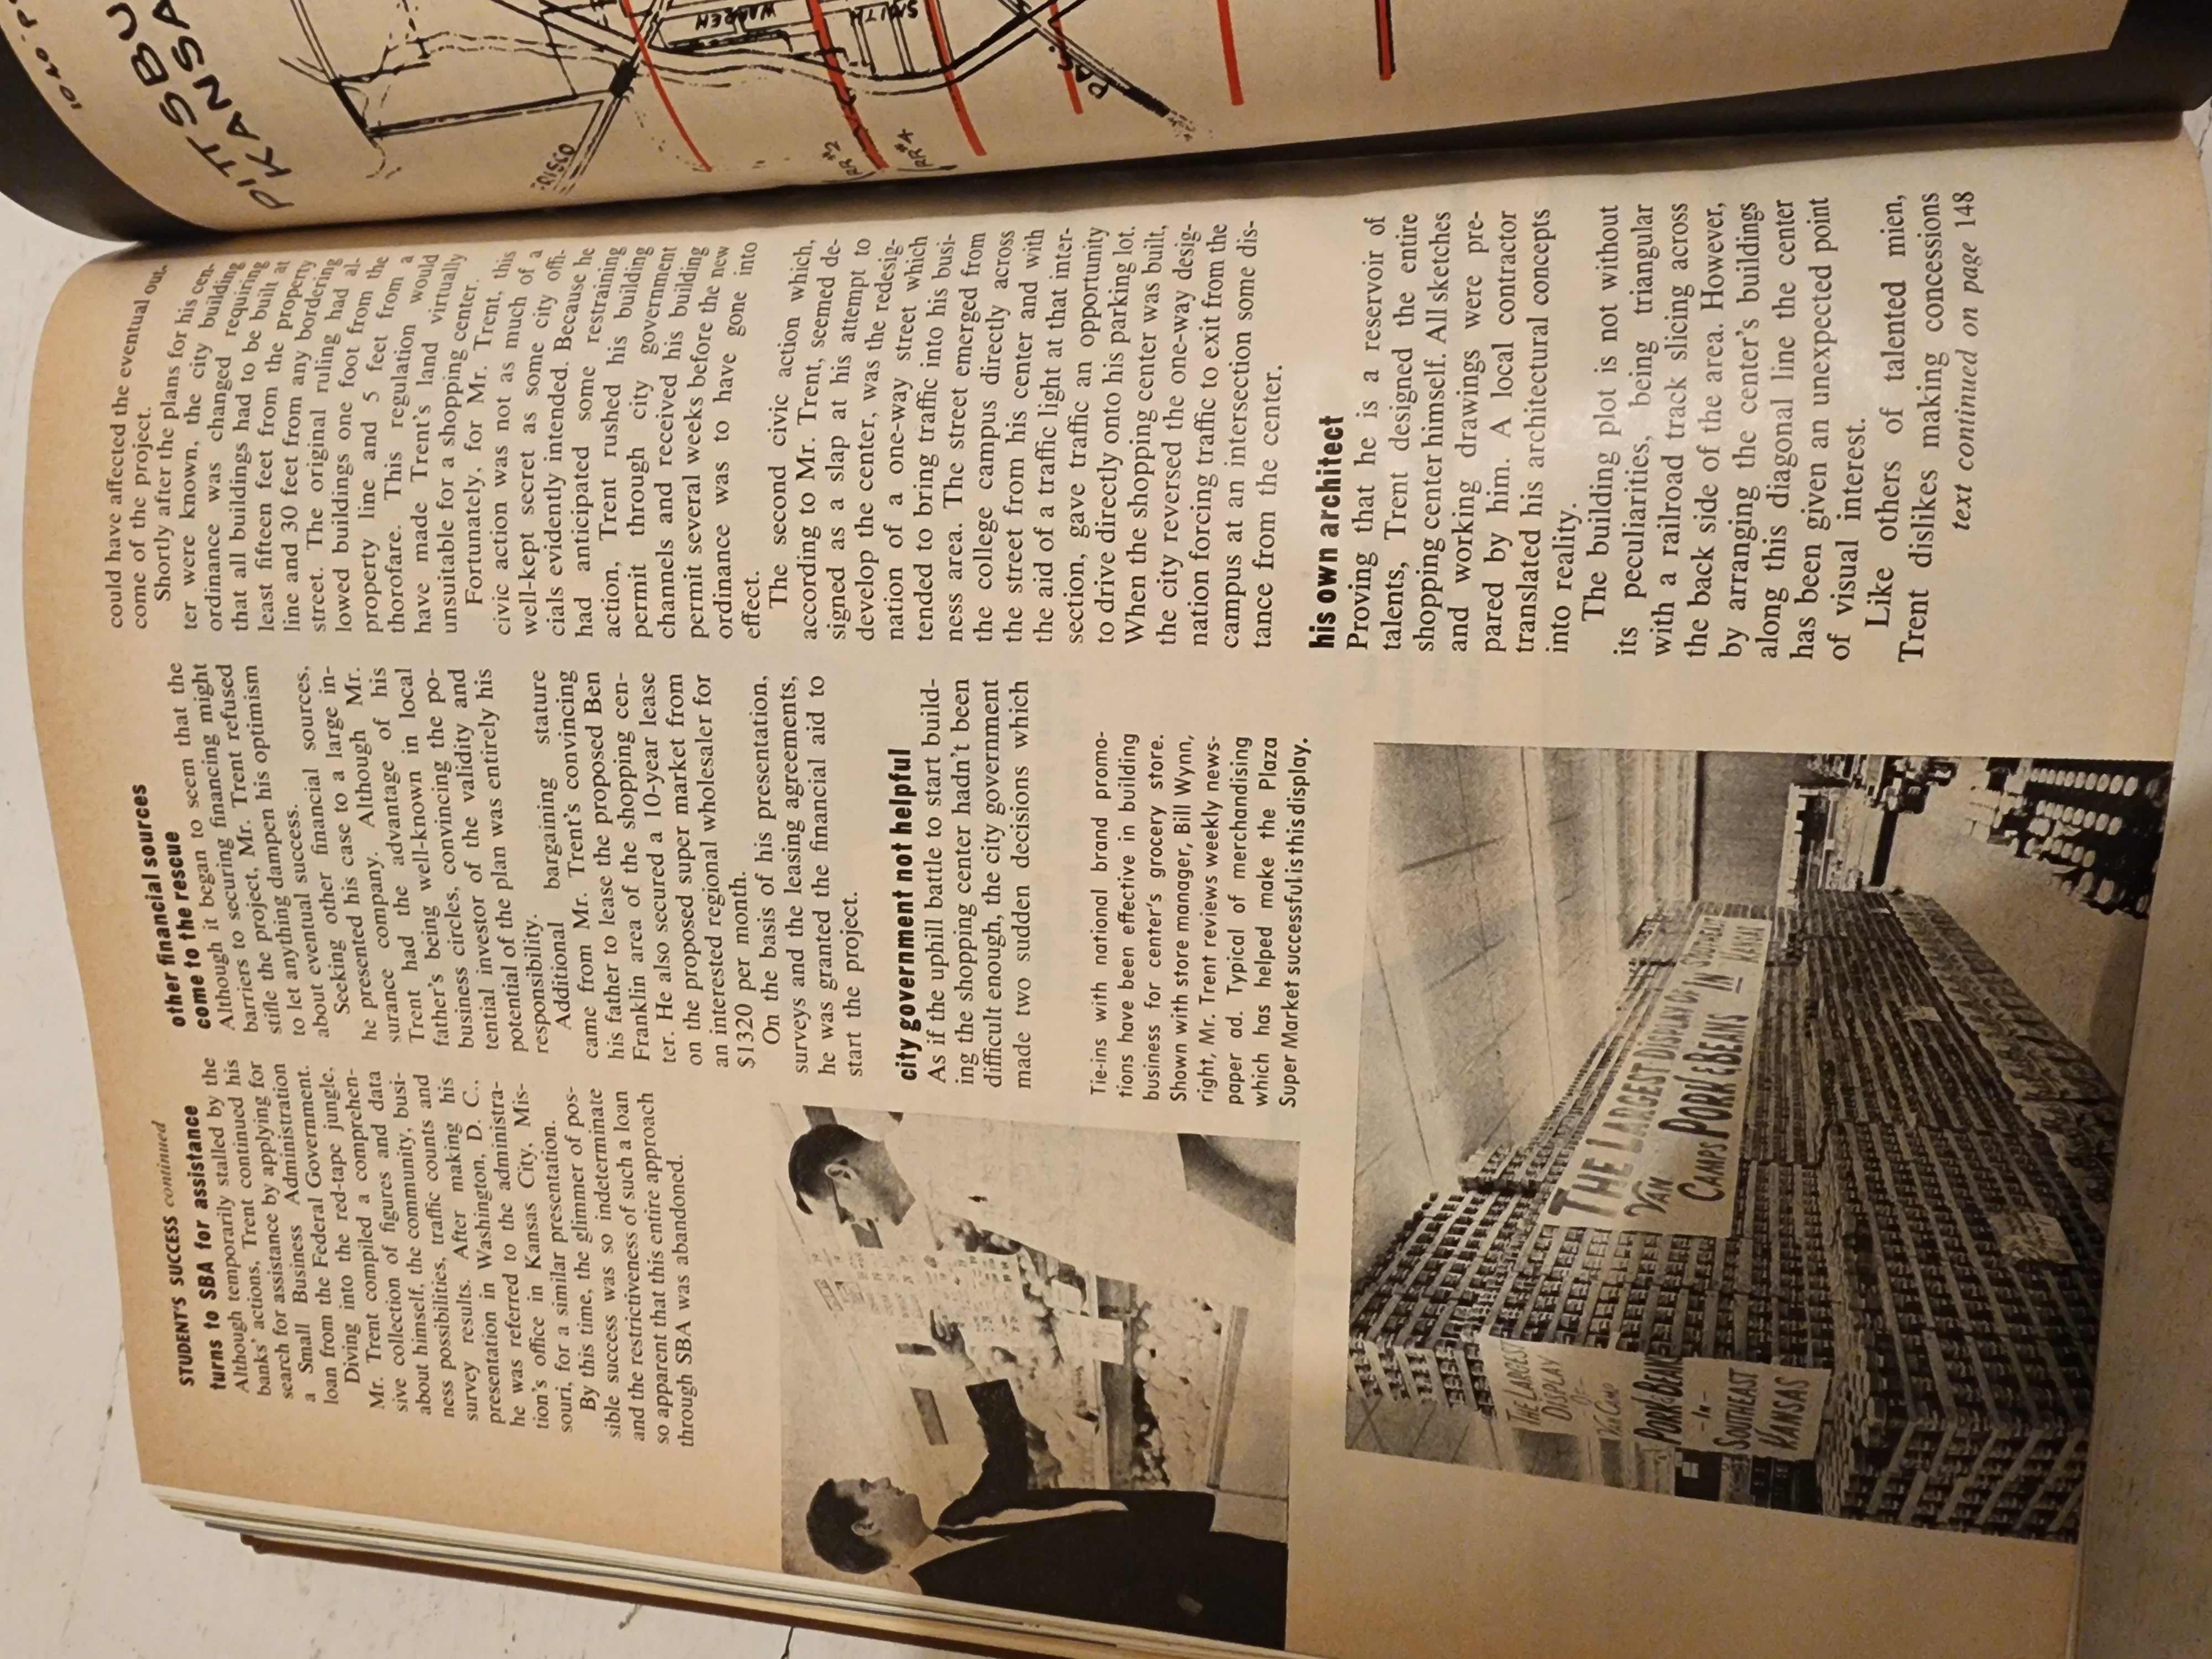 STUDENT'S SUCCESS continued
turns to SBA for assistance
Although temporarily stalled by the
banks' actions, Trent continued his
search for assistance by applying for
a Small Business Administration
loan from the Federal Government.
Diving into the red-tape jungle,
Mr. Trent compiled a comprehen-
sive collection of figures and data
about himself, the community, busi-
ness possibilities, traffic counts and
survey results. After making his
presentation in Washington, D. C.,
he was referred to the administra-
tion's office in Kansas City, Mis-
souri, for a similar presentation.
By this time, the glimmer of pos-
sible success was so indeterminate
and the restrictiveness of such a loan
so apparent that this entire approach
through SBA was abandoned.
other financial sources
come to the rescue
Although it began to seem that the
barriers to securing financing might
stifle the project, Mr. Trent refused
to let anything dampen his optimism
about eventual success.
Seeking other financial sources,
he presented his case to a large in-
surance company. Although Mr.
Trent had the advantage of his
father's being well-known in local
business circles, convincing the po-
tential investor of the validity and
potential of the plan was entirely his
responsibility.
Additional bargaining stature
came from Mr. Trent's convincing
his father to lease the proposed Ben
Franklin area of the shopping cen-
ter. He also secured a 10-year lease
on the proposed super market from
an interested regional wholesaler for
$1320 per month.
On the basis of his presentation,
surveys and the leasing agreements,
he was granted the financial aid to
start the project.
city government not helpful
As if the uphill battle to start build-
ing the shopping center hadn't been
difficult enough, the city government
made two sudden decisions which
Tie-ins with national brand promo-
tions have been effective in building
business for center's grocery store.
Shown with store manager, Bill Wynn,
right, Mr. Trent reviews weekly news-
paper ad. Typical of merchandising
which has helped make the Plaza
Super Market successful is this display.
could have affected the eventual out-
come of the project.
Shortly after the plans for his cen-
ter were known, the city building
ordinance was changed requiring
that all buildings had to be built at
least fifteen feet from the property
line and 30 feet from any bordering
street. The original ruling had al-
lowed buildings one foot from the
property line and 5 feet from a
thorofare. This regulation would
have made Trent's land virtually
unsuitable for a shopping center.
Fortunately, for Mr. Trent, this
civic action was not as much of a
well-kept secret as some city offi-
cials evidently intended. Because he
had anticipated some restraining
action, Trent rushed his building
permit through city government
channels and received his building
permit several weeks before the new
ordinance was to have gone into
effect.
The second civic action which,
according to Mr. Trent, seemed de-
signed as a slap at his attempt to
develop the center, was the redesig-
nation of a one-way street which
tended to bring traffic into his busi-
ness area. The street emerged from
the college campus directly across
the street from his center and with
the aid of a traffic light at that inter-
section, gave traffic an opportunity
to drive directly onto his parking lot.
When the shopping center was built,
the city reversed the one-way desig-
nation forcing traffic to exit from the
campus at an intersection some dis-
tance from the center.
his own architect
Proving that he is a reservoir of
talents, Trent designed the entire
shopping center himself. All sketches
and working drawings were pre-
pared by him. A local contractor
translated his architectural concepts
into reality.
The building plot is not without
its peculiarities, being triangular
with a railroad track slicing across
the back side of the area. However,
by arranging the center's buildings
along this diagonal line the center
has been given an unexpected point
of visual interest.
Like others of talented mien,
Trent dislikes making concessions
text continued on page 148
THE LARGEST
DISPLAY
OF
VAN CAMP
PORK & BEANS
-IN-
SOUTHEAST
KANSAS
THE LARGEST DISPLAY OF
VAN
CAMPS PORK & BEANS IN SOUTHEAST
KANSAS
PITTSBU
KANSA
FRISCO
WARREN
SMITH
RR #2
RR #4